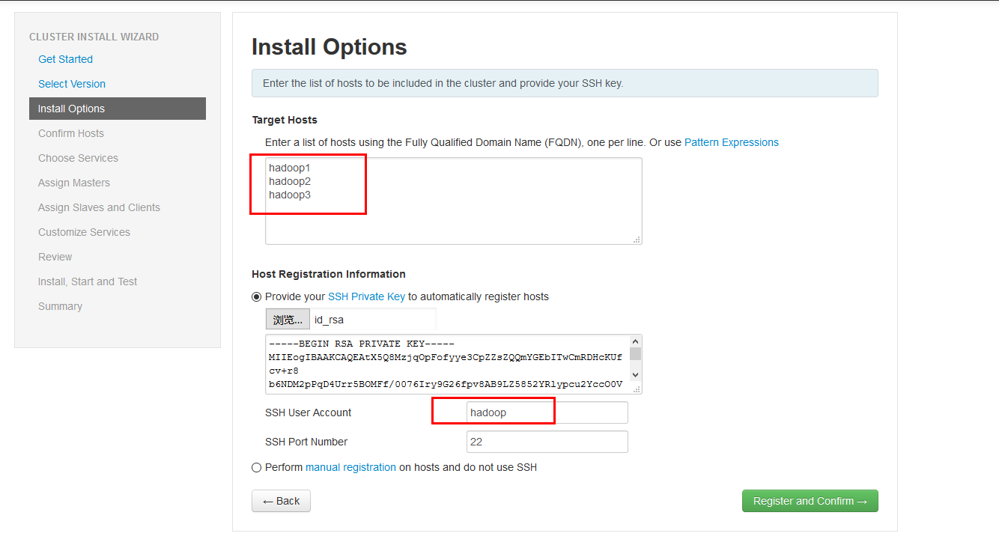 CLUSTER INSTALL WIZARD
Get Started
Select Version
Install Options
Confirm Hosts
Choose Services
Assign Masters
Assign Slaves and Clients
Customize Services
Review
Install, Start and Test
Summary
Install Options
Enter the list of hosts to be included in the cluster and provide your SSH key.
Target Hosts
Enter a list of hosts using the Fully Qualified Domain Name (FQDN), one per line. Or use Pattern Expressions
hadoop1
hadoop2
hadoop3
Host Registration Information
Provide your SSH Private Key to automatically register hosts
浏览... id_rsa
-----BEGIN RSA PRIVATE KEY-----
MIIEogIBAAKCAQEAtX5Q8MzjqOpFofyye3CpZZsZQQmYGEbITwCmRDHcKUf
cv+r8
b6NDM2pPqD4Urr5BOMFf/0076Iry9G26fpv8AB9LZ5852YRlypcu2YccO0V
SSH User Account hadoop
SSH Port Number 22
Perform manual registration on hosts and do not use SSH
← Back
Register and Confirm →